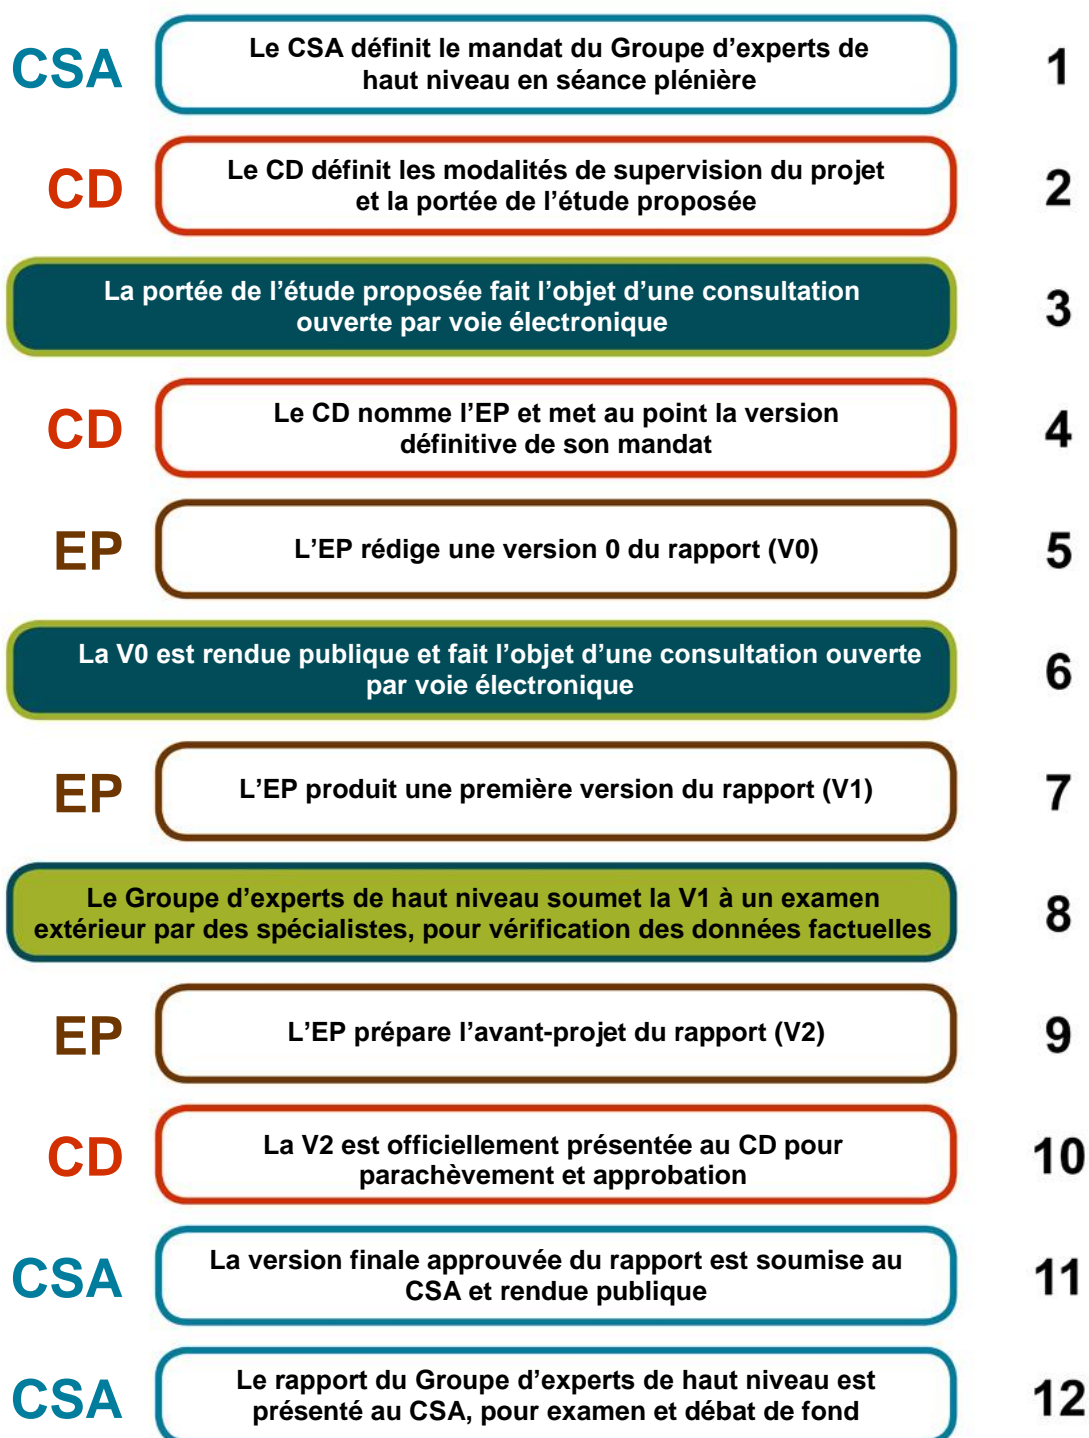 CSA
Le CSA définit le mandat du Groupe d’experts de
haut niveau en séance plénière
1
CD
Le CD définit les modalités de supervision du projet
et la portée de l’étude proposée
2
La portée de l’étude proposée fait l’objet d’une consultation
ouverte par voie électronique
3
CD
Le CD nomme l’EP et met au point la version
définitive de son mandat
4
EP
L’EP rédige une version 0 du rapport (V0)
5
La V0 est rendue publique et fait l’objet d’une consultation ouverte
par voie électronique
6
EP
L’EP produit une première version du rapport (V1)
7
Le Groupe d’experts de haut niveau soumet la V1 à un examen
extérieur par des spécialistes, pour vérification des données factuelles
8
EP
L’EP prépare l’avant-projet du rapport (V2)
9
CD
La V2 est officiellement présentée au CD pour
parachèvement et approbation
10
CSA
La version finale approuvée du rapport est soumise au
CSA et rendue publique
11
CSA
Le rapport du Groupe d’experts de haut niveau est
présenté au CSA, pour examen et débat de fond
12